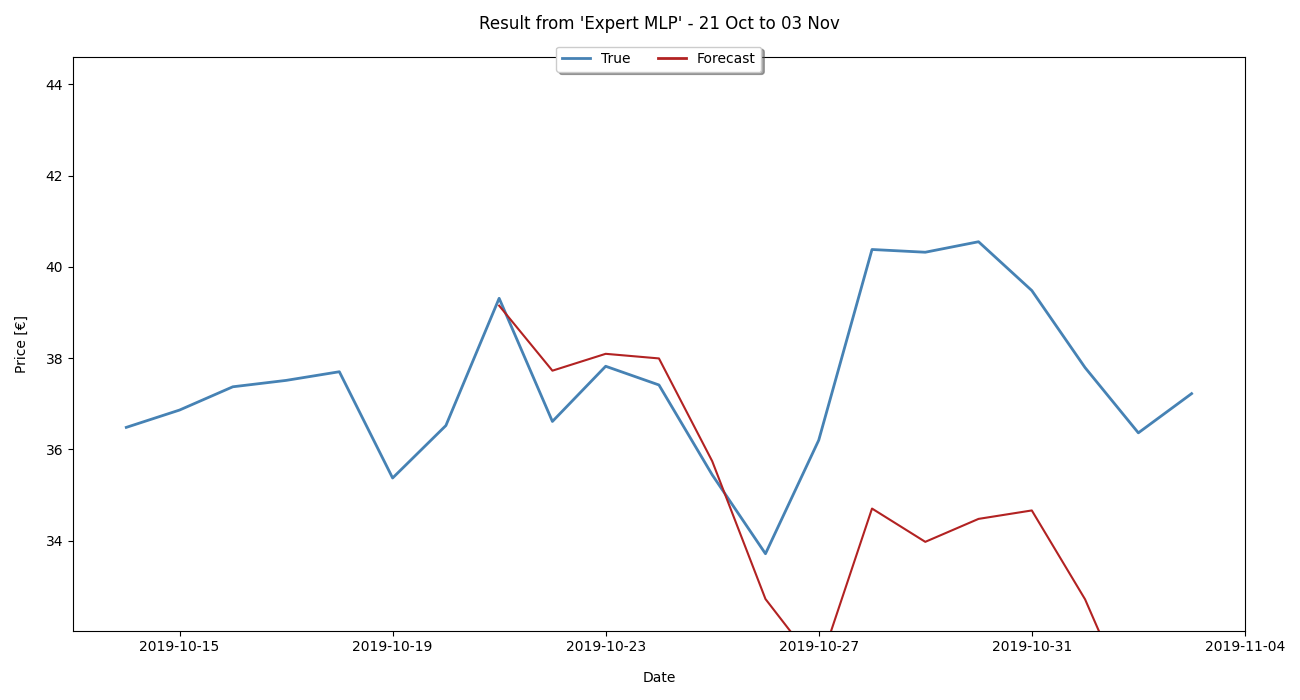 Result from 'Expert MLP' - 21 Oct to 03 Nov
True Forecast
44
42
40
38
36
34
Price [€]
2019-10-15 2019-10-19 2019-10-23 2019-10-27 2019-10-31 2019-11-04
Date